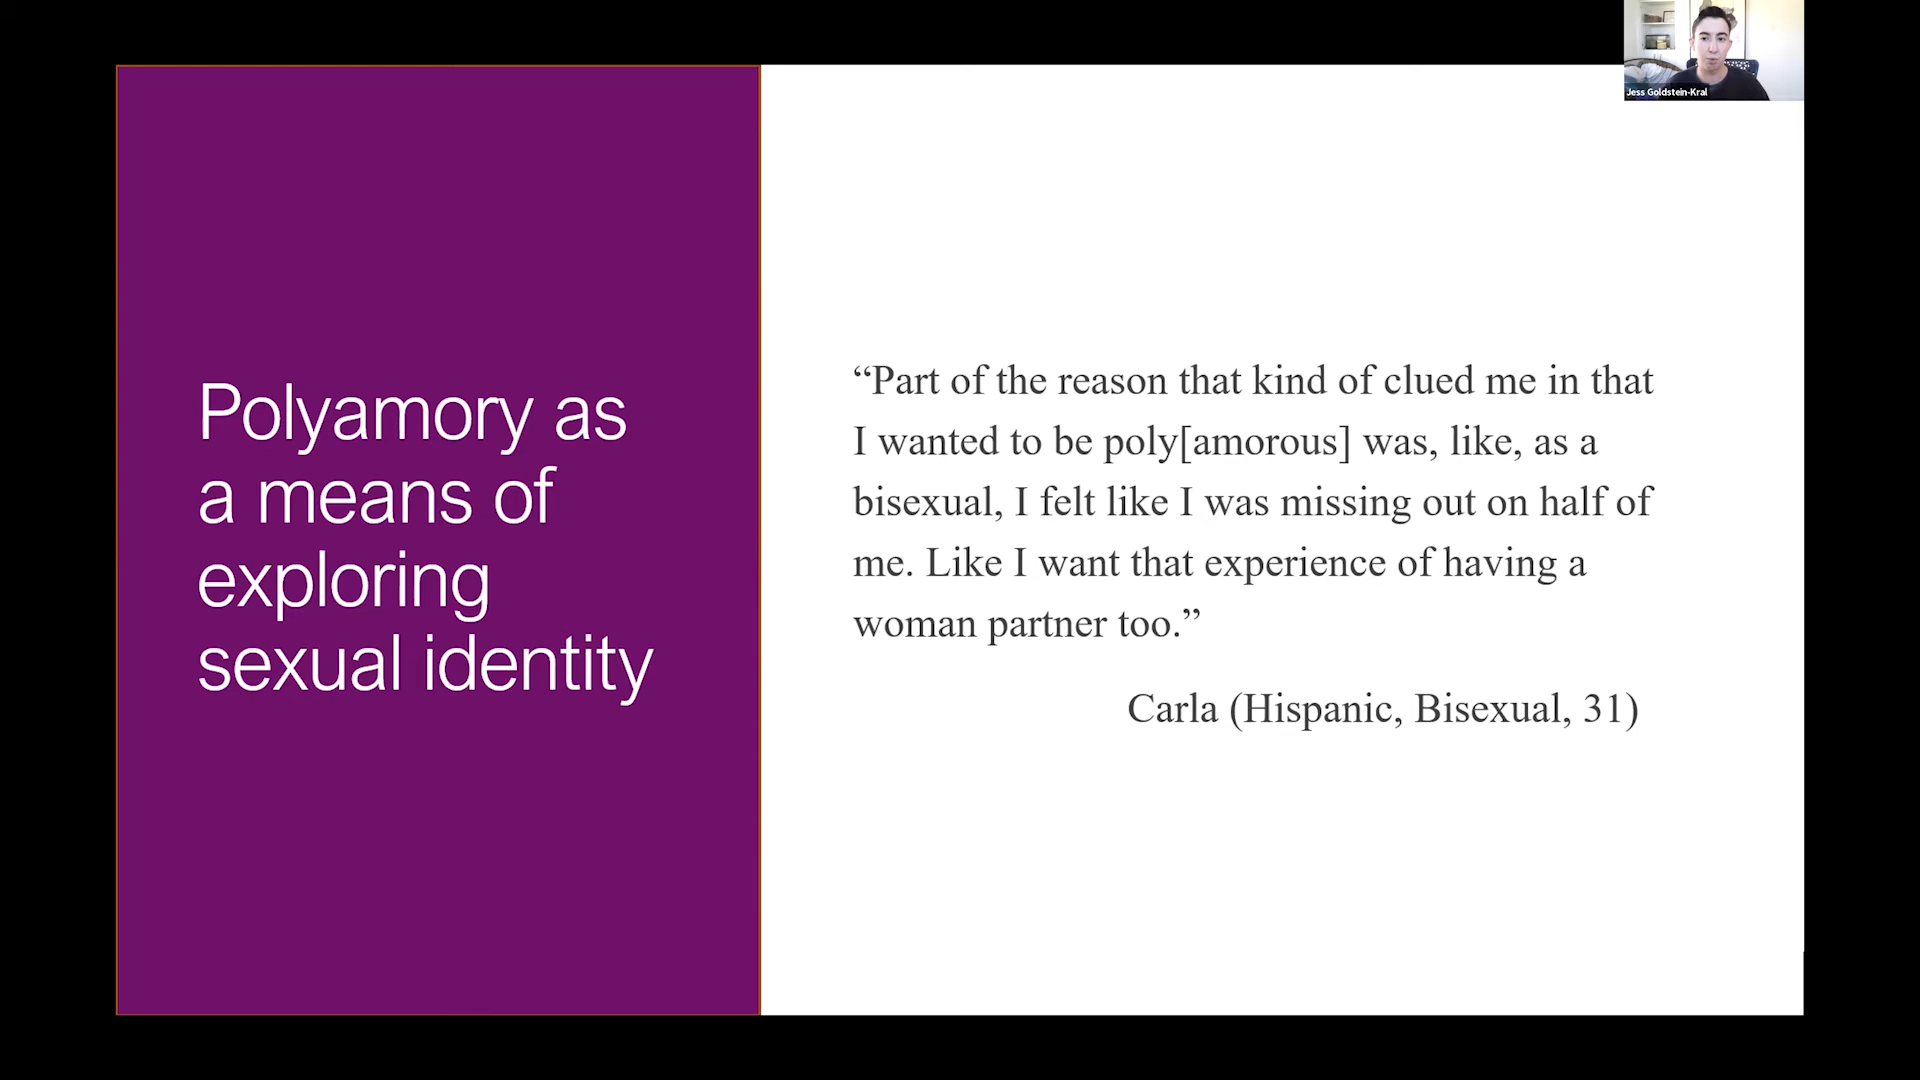 Jess Goldstein-Kral
Polyamory as
a means of
exploring
sexual identity
“Part of the reason that kind of clued me in that
I wanted to be poly[amorous] was, like, as a
bisexual, I felt like I was missing out on half of
me. Like I want that experience of having a
woman partner too.”
Carla (Hispanic, Bisexual, 31)